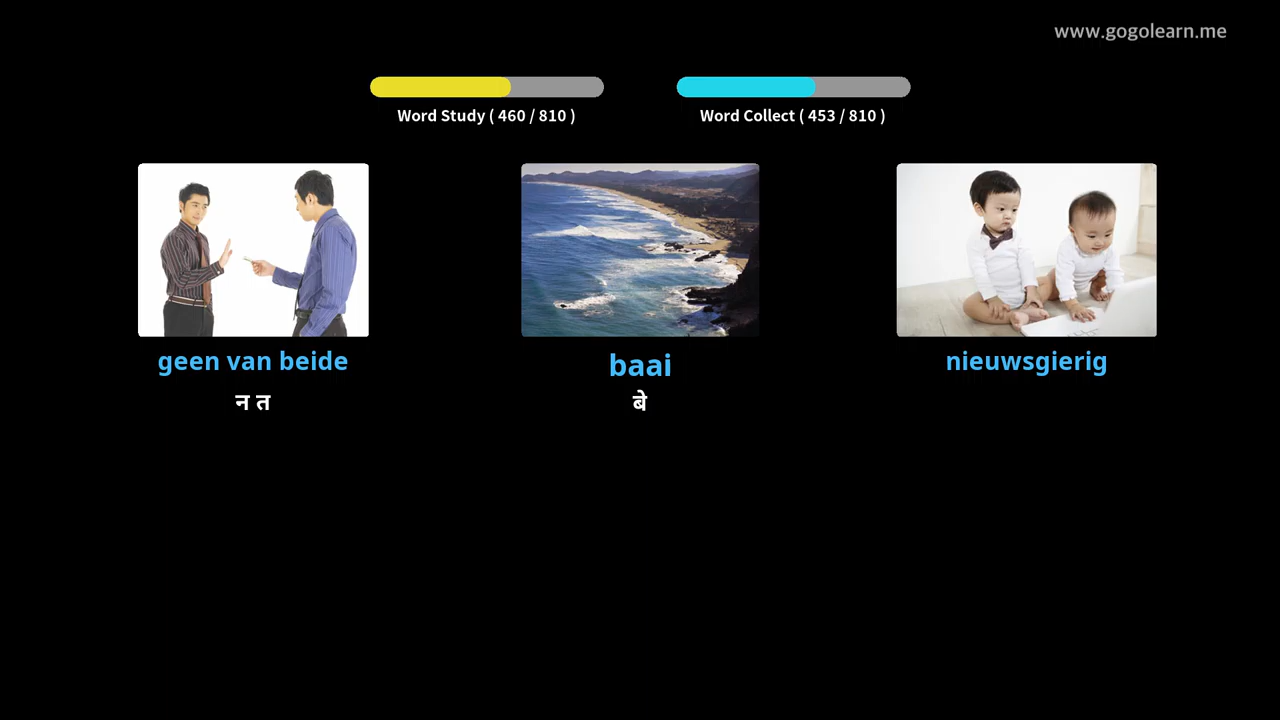 www.gogolearn.me
Word Study ( 460 / 810 )
Word Collect ( 453 / 810 )
geen van beide
baai
nieuwsgierig
न त
बे